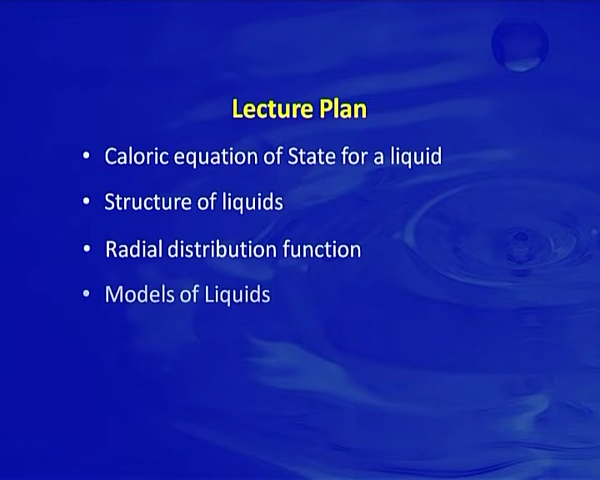 Lecture Plan
• Caloric equation of State for a liquid
• Structure of liquids
• Radial distribution function
• Models of Liquids